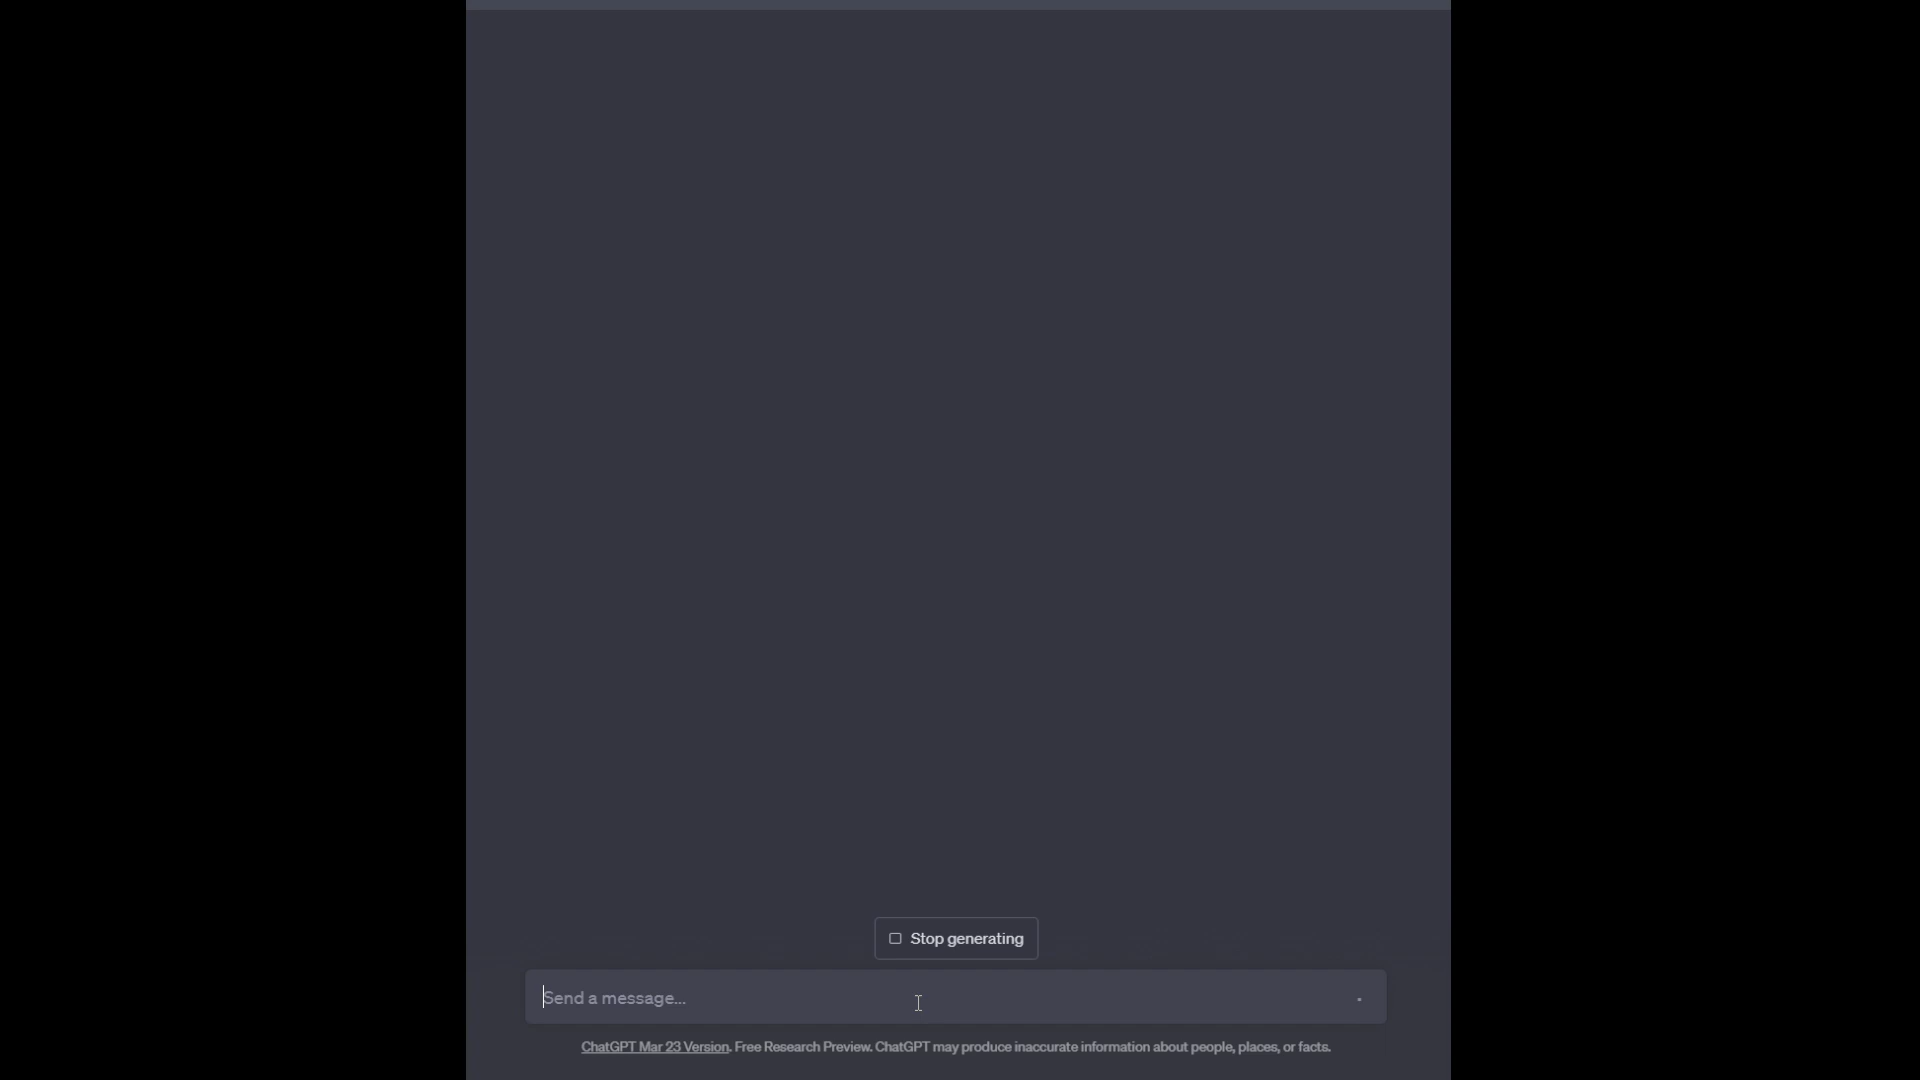 Stop generating
Send a message...
ChatGPT Mar 23 Version. Free Research Preview. ChatGPT may produce inaccurate information about people, places, or facts.